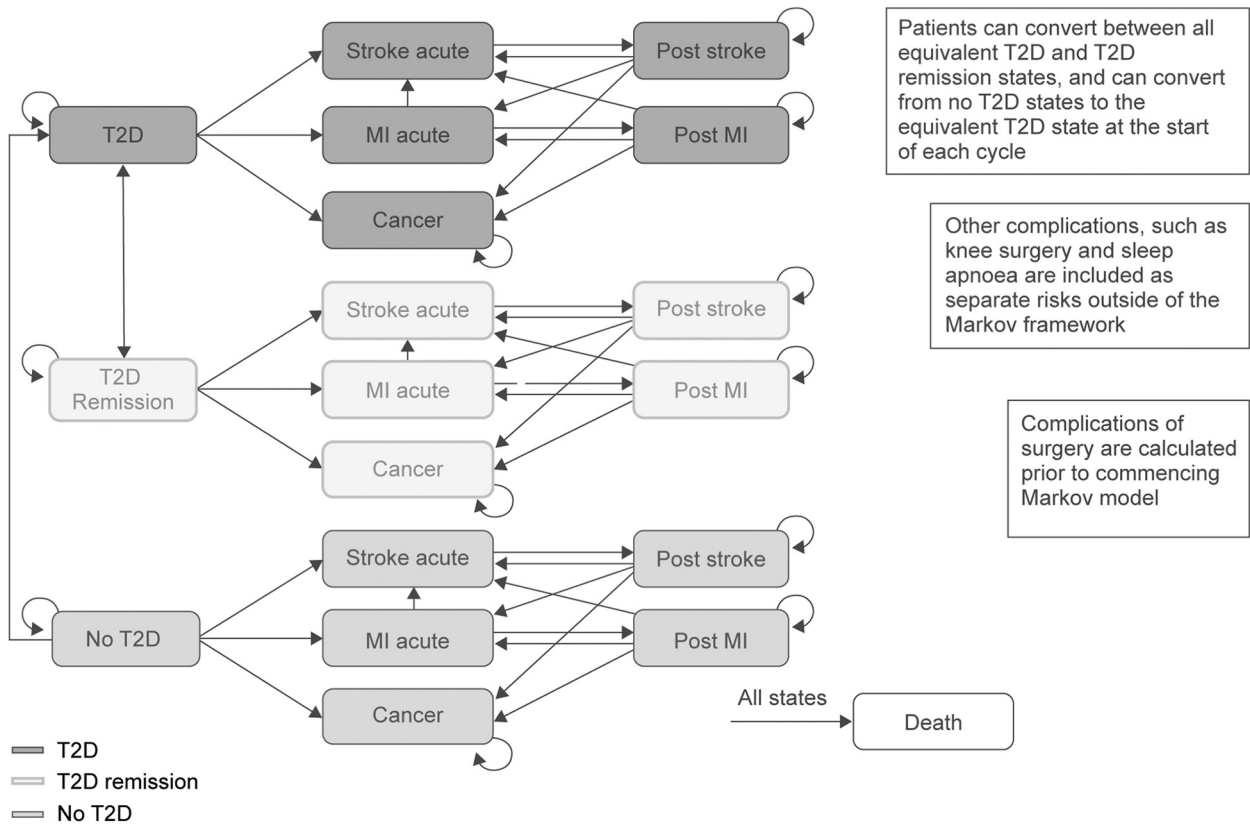 Stroke acute
Post stroke
T2D
MI acute
Post MI
Cancer
Patients can convert between all
equivalent T2D and T2D
remission states, and can convert
from no T2D states to the
equivalent T2D state at the start
of each cycle
Other complications, such as
knee surgery and sleep
apnoea are included as
separate risks outside of the
Markov framework
Stroke acute
Post stroke
T2D
Remission
MI acute
Post MI
Cancer
Complications of
surgery are calculated
prior to commencing
Markov model
Stroke acute
Post stroke
No T2D
MI acute
Post MI
Cancer
All states
Death
T2D
T2D remission
No T2D